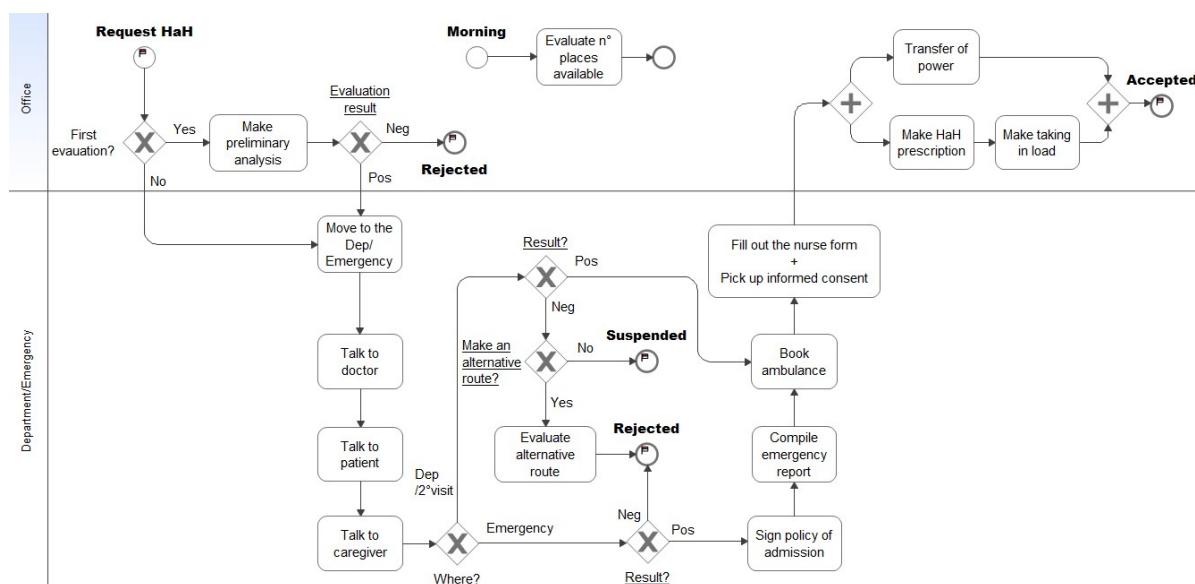 Office
Request HaH
First
evauation?
Yes
No
Make
preliminary
analysis
Evaluation
result
Neg
Rejected
Pos
Morning
Evaluate n°
places
available
Transfer of
power
Make HaH
prescription
Make taking
in load
Accepted
Department/Emergency
Move to the
Dep/
Emergency
Talk to
doctor
Talk to
patient
Talk to
caregiver
Dep
/2°visit
Where?
Emergency
Result?
Pos
Neg
Make an
alternative
route?
No
Suspended
Yes
Evaluate
alternative
route
Rejected
Neg
Pos
Result?
Sign policy of
admission
Compile
emergency
report
Book
ambulance
Fill out the nurse form
+
Pick up informed consent